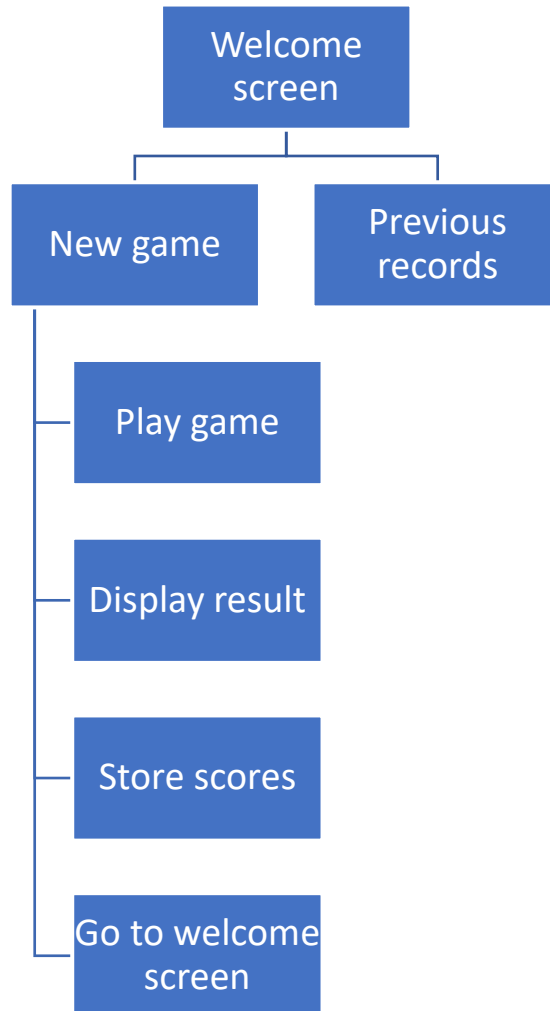 Welcome
screen
New game
Previous
records
Play game
Display result
Store scores
Go to welcome
screen